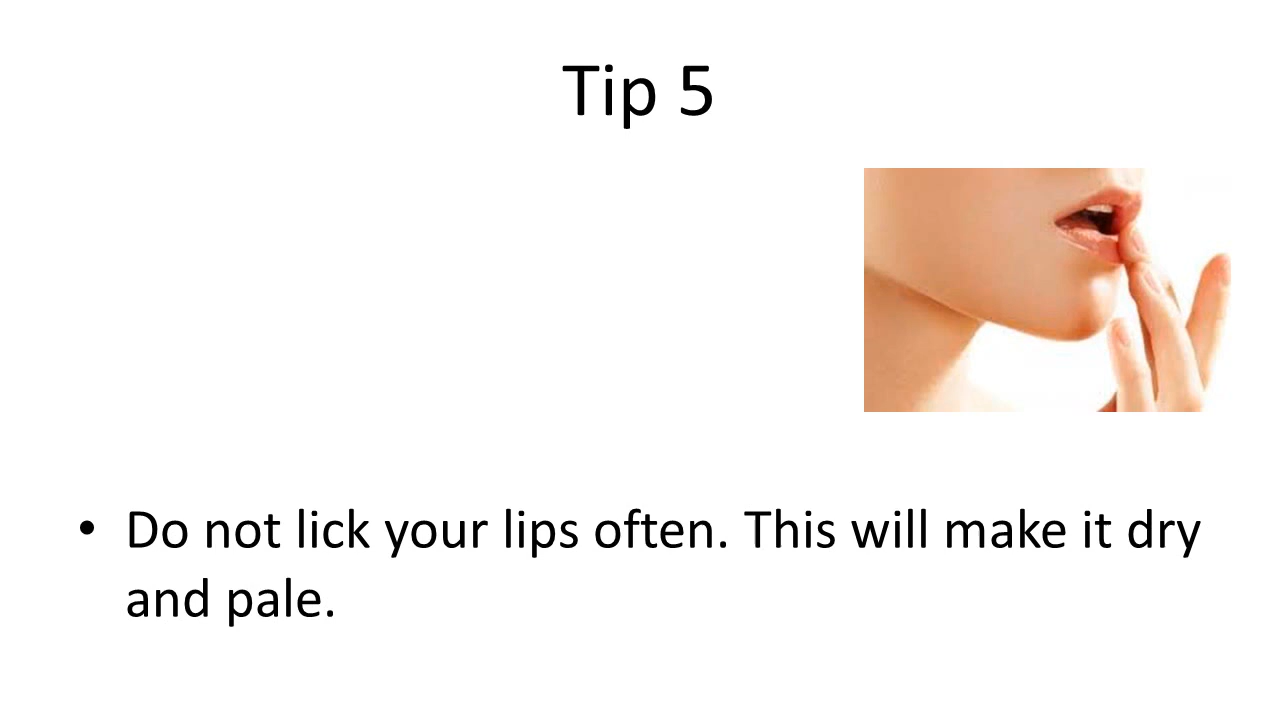 Tip 5
• Do not lick your lips often. This will make it dry
and pale.